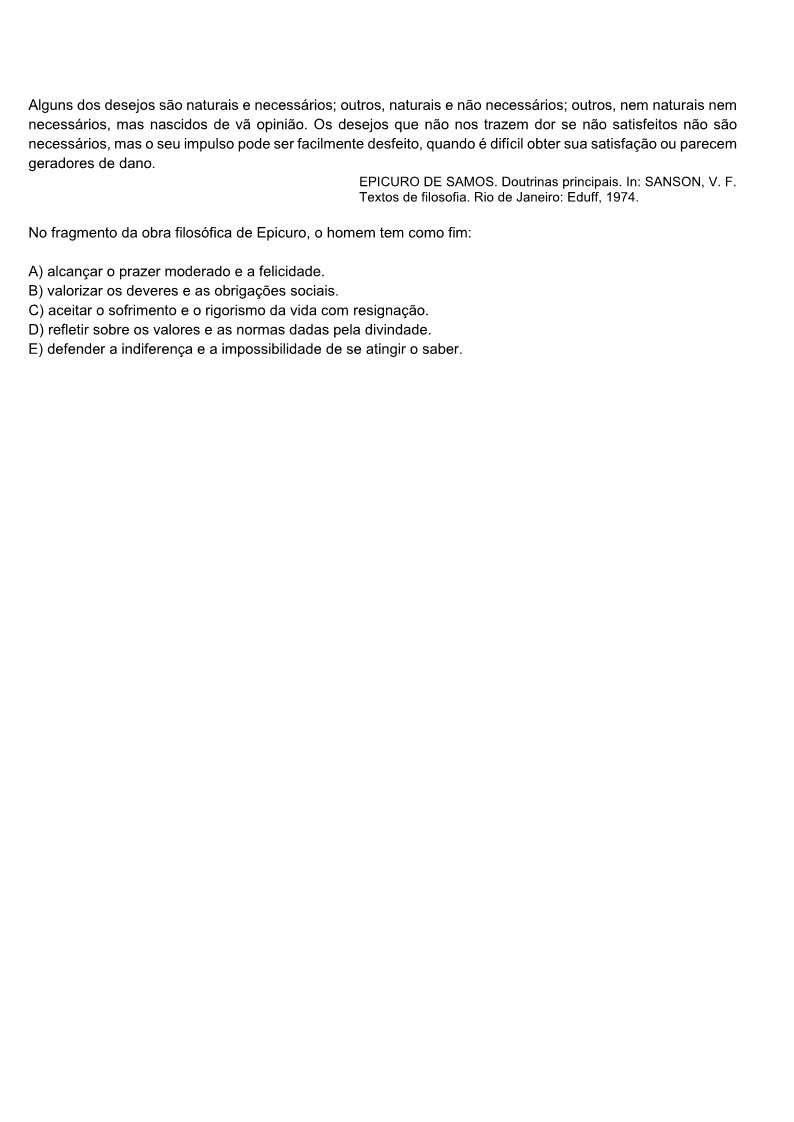 Alguns dos desejos são naturais e necessários; outros, naturais e não necessários; outros, nem naturais nem
necessários, mas nascidos de vã opinião. Os desejos que não nos trazem dor se não satisfeitos não são
necessários, mas o seu impulso pode ser facilmente desfeito, quando é difícil obter sua satisfação ou parecem
geradores de dano.
EPICURO DE SAMOS. Doutrinas principais. In: SANSON, V. F.
Textos de filosofia. Rio de Janeiro: Eduff, 1974.
No fragmento da obra filosófica de Epicuro, o homem tem como fim:
A) alcançar o prazer moderado e a felicidade.
B) valorizar os deveres e as obrigações sociais.
C) aceitar o sofrimento e o rigorismo da vida com resignação.
D) refletir sobre os valores e as normas dadas pela divindade.
E) defender a indiferença e a impossibilidade de se atingir o saber.